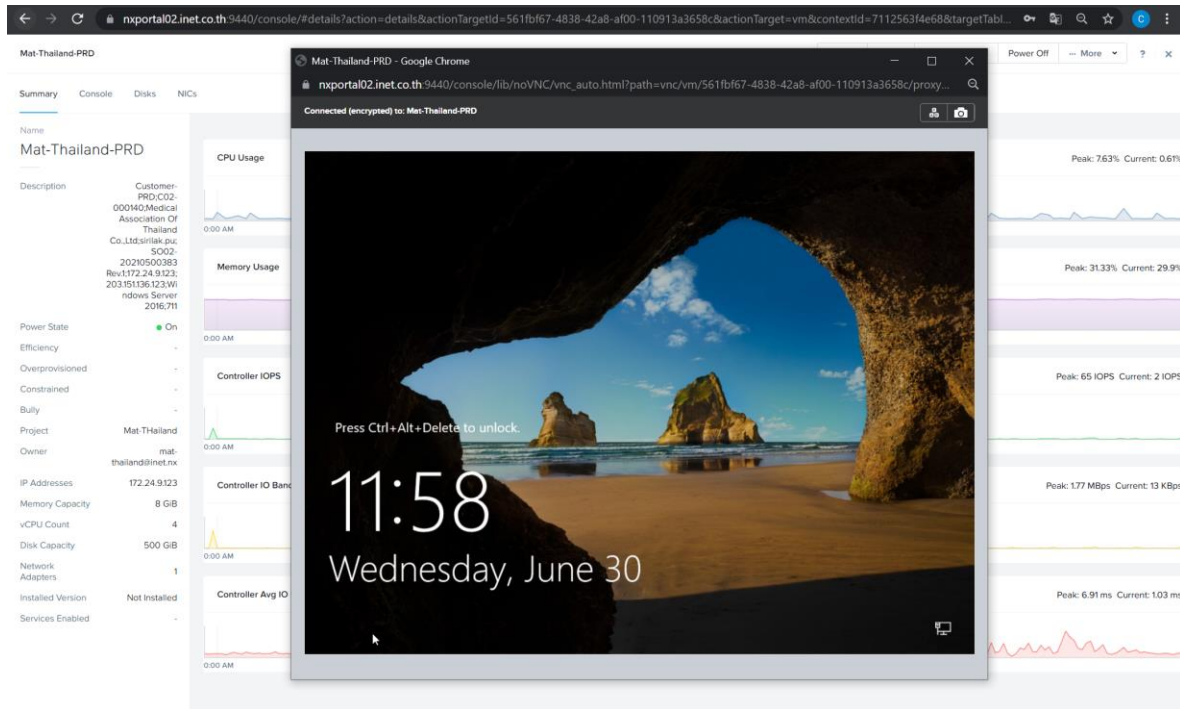 nxportal02.inet.co.th:9440/console/#details?action=details&actionTargetId=561fbf67-4838-42a8-af00-110913a3658c&actionTarget=vm&contextId=7112563f4e68&targetTabl...
C
Mat-Thailand-PRD
Power Off
More
?
Summary Console Disks NICs
Name
Mat-Thailand-PRD
Description
Customer-
PRD;C02-
000140;Medical
Association Of
Thailand
Co.,Ltd;sirilak.pu;
SO02-
20210500383
Rev.1;172.24.9.123;
203.151.136.123;Wi
ndows Server
2016;711
Power State On
Efficiency -
Overprovisioned -
Constrained -
Bully -
Project Mat-THailand
Owner mat-
thailand@inet.nx
IP Addresses 172.24.9.123
Memory Capacity 8 GiB
vCPU Count 4
Disk Capacity 500 GiB
Network
Adapters 1
Installed Version Not Installed
Services Enabled -
CPU Usage
Peak: 7.63% Current: 0.61%
0:00 AM
Memory Usage
Peak: 31.33% Current: 29.9%
0:00 AM
Controller IOPS
Peak: 65 IOPS Current: 2 IOPS
0:00 AM
Controller IO Banc
Peak: 1.77 MBps Current: 13 KBps
0:00 AM
Controller Avg IO
Peak: 6.91 ms Current: 1.03 ms
0:00 AM
Mat-Thailand-PRD - Google Chrome
nxportal02.inet.co.th:9440/console/lib/noVNC/vnc_auto.html?path=vnc/vm/561fbf67-4838-42a8-af00-110913a3658c/proxy...
Connected (encrypted) to: Mat-Thailand-PRD
Press Ctrl+Alt+Delete to unlock.
11:58
Wednesday, June 30